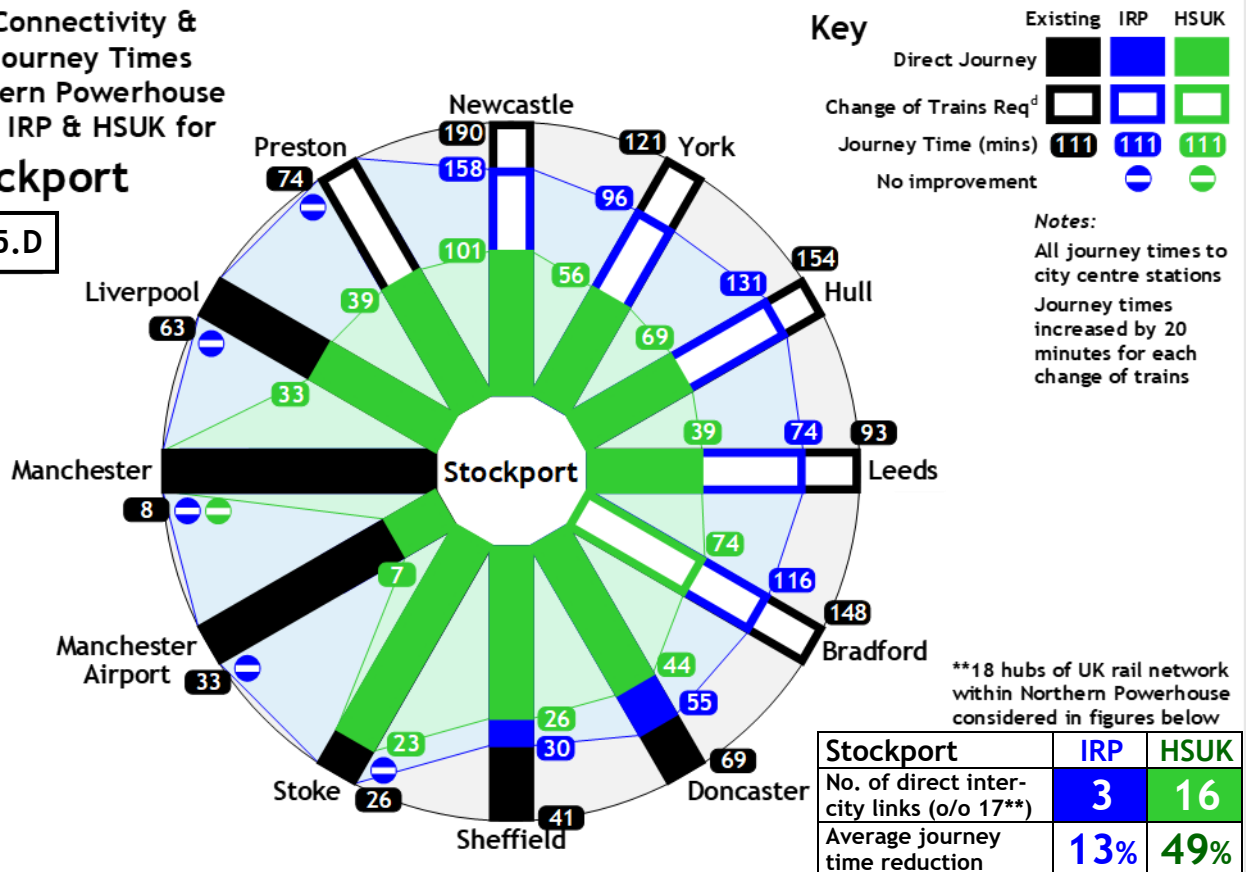 Connectivity &
ourney Times
ern Powerhouse
IRP & HSUK for
ckport
5.D
Key
Existing IRP HSUK
Direct Journey
Change of Trains Reqᵈ
Journey Time (mins) 111 111 111
No improvement
Notes:
All journey times to
city centre stations
Journey times
increased by 20
minutes for each
change of trains
Newcastle
190
158
101
York
121
96
56
Hull
154
131
69
Leeds
93
74
39
Bradford
148
116
74
Doncaster
69
55
44
Sheffield
41
30
26
Stoke
26
23
Manchester
Airport
33
7
Manchester
8
Liverpool
63
33
Preston
74
39
Stockport
**18 hubs of UK rail network
within Northern Powerhouse
considered in figures below
Stockport IRP HSUK
No. of direct inter-
city links (o/o 17**) 3 16
Average journey
time reduction 13% 49%